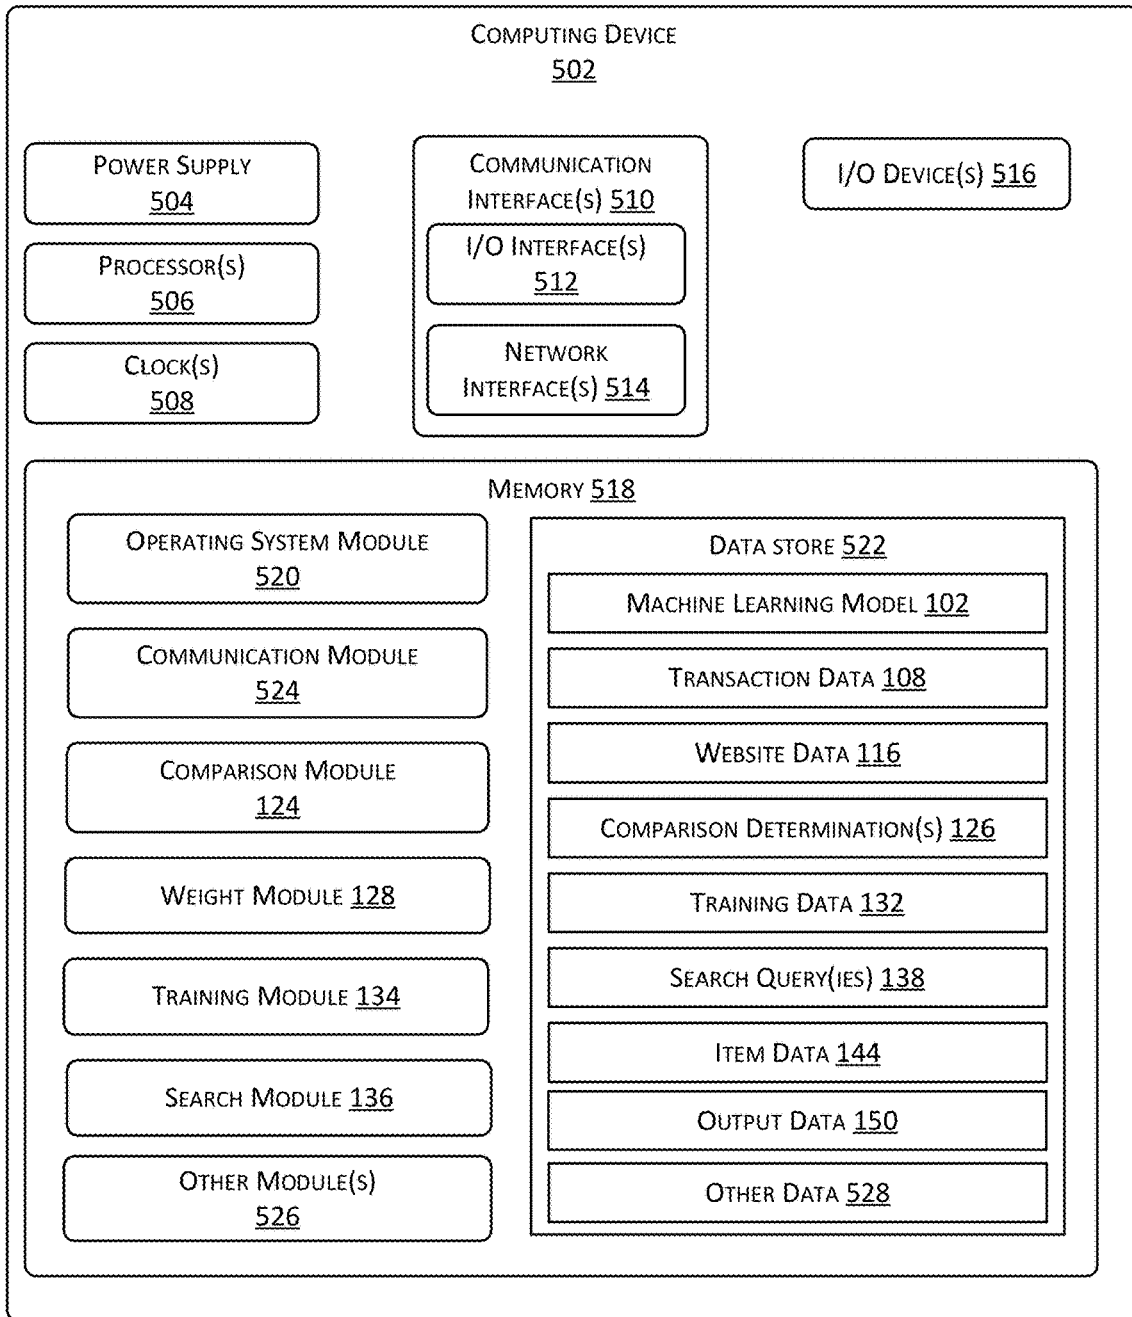 Computing Device
502
Power Supply
504
Processor(s)
506
Clock(s)
508
Communication
Interface(s) 510
I/O Interface(s)
512
Network
Interface(s) 514
I/O Device(s) 516
Memory 518
Operating System Module
520
Communication Module
524
Comparison Module
124
Weight Module 128
Training Module 134
Search Module 136
Other Module(s)
526
Data store 522
Machine Learning Model 102
Transaction Data 108
Website Data 116
Comparison Determination(s) 126
Training Data 132
Search Query(ies) 138
Item Data 144
Output Data 150
Other Data 528